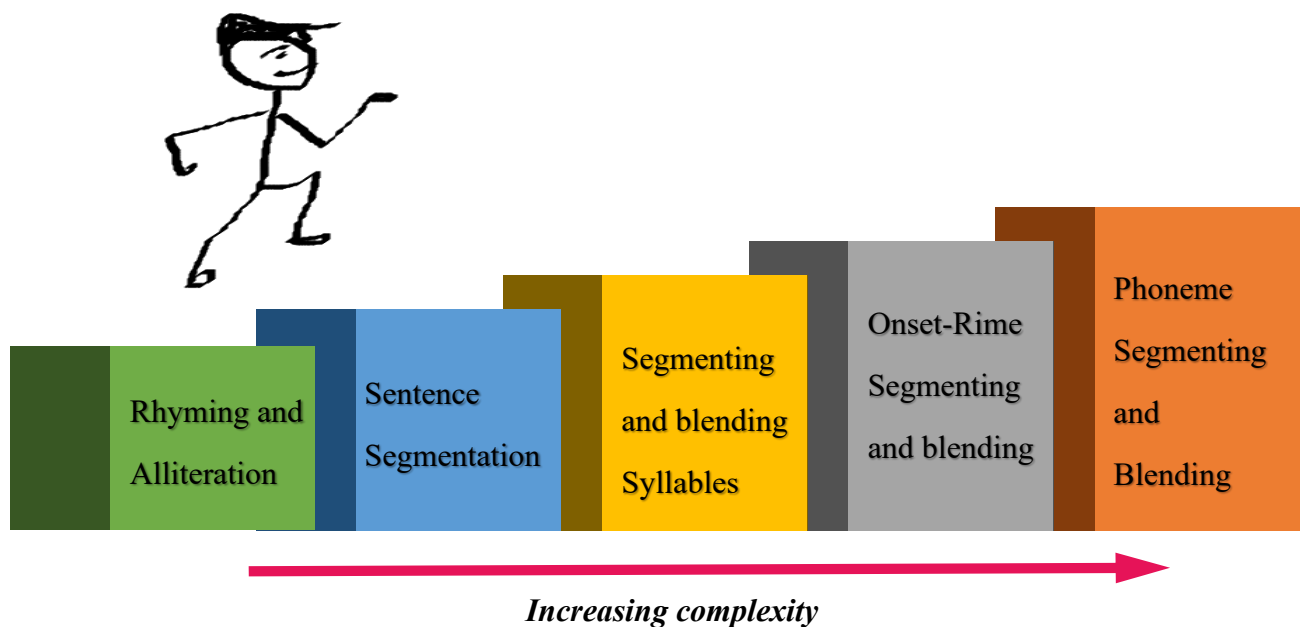 Rhyming and
Alliteration
Sentence
Segmentation
Segmenting
and blending
Syllables
Onset-Rime
Segmenting
and blending
Phoneme
Segmenting
and
Blending
Increasing complexity